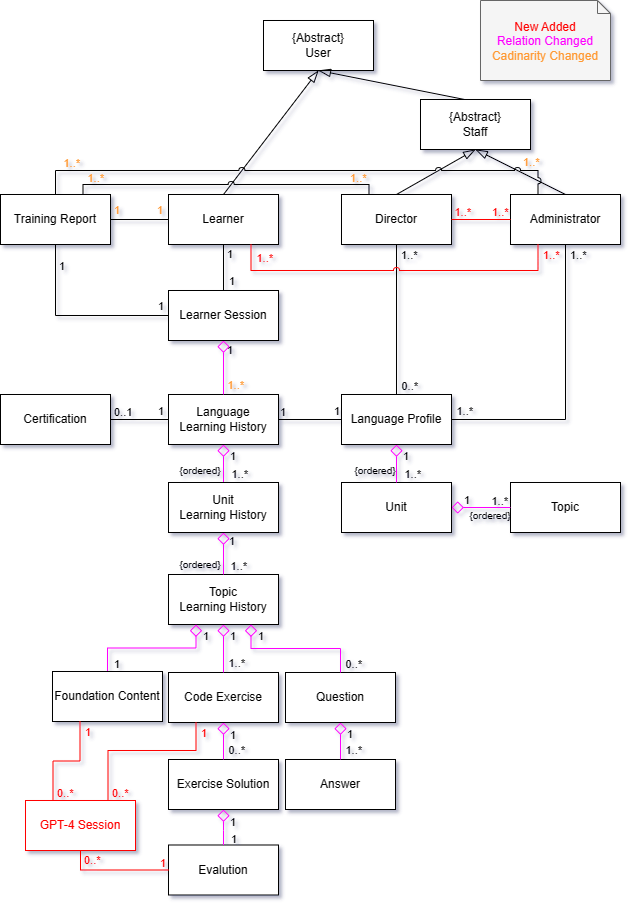 {Abstract}
User
New Added
Relation Changed
Cadinarity Changed
{Abstract}
Staff
1..*
1..*
1..*
1..*
Training Report
1
1
Learner
Director
1..*
1..*
Administrator
1
1
1..*
1..*
1..*
1..*
1
1
Learner Session
1
1..*
0..*
Certification
0..1
1
Language
Learning History
1
1
Language Profile
1..*
1
{ordered}
1..*
1
{ordered}
1..*
Unit
Learning History
Unit
1
1..*
{ordered}
Topic
1
{ordered}
1..*
Topic
Learning History
1
1
1
1
1..*
0..*
Foundation Content
Code Exercise
Question
1
1
1
1
0..*
1..*
Exercise Solution
Answer
0..*
0..*
GPT-4 Session
1
1
0..*
1
Evalution